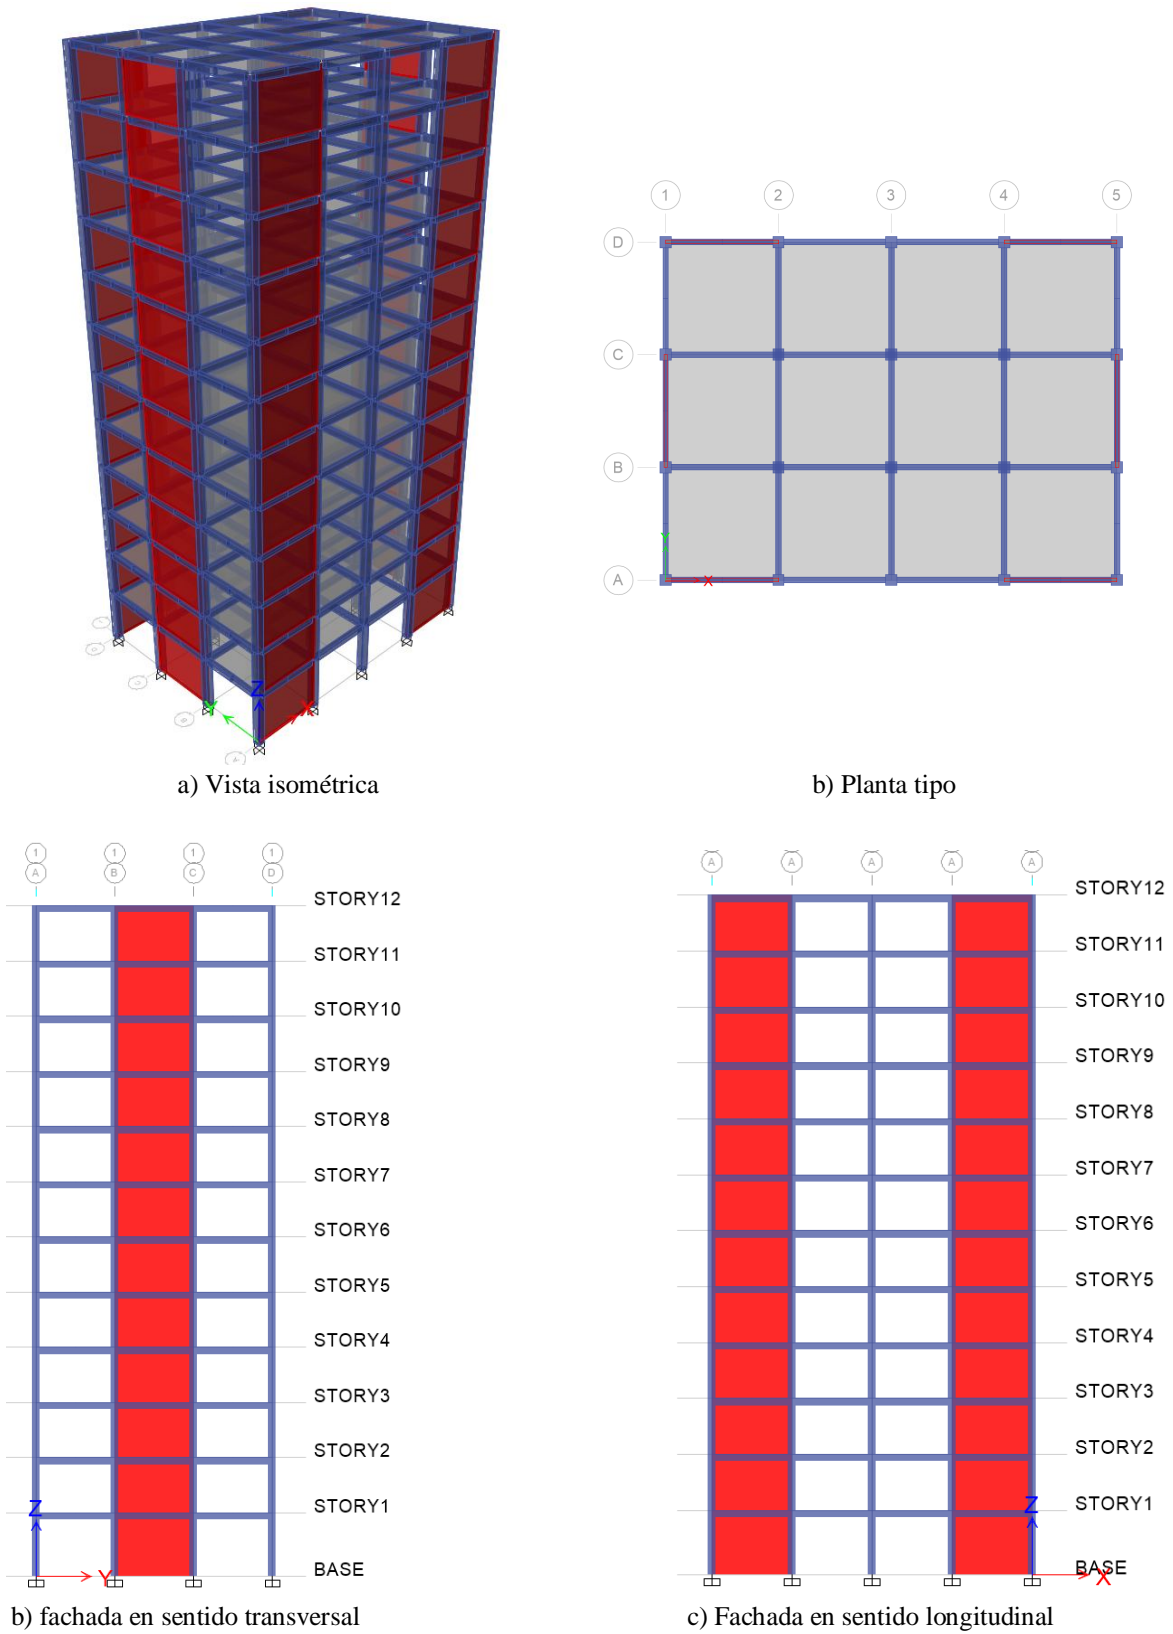 Z
Y
X
a) Vista isométrica
1 2 3 4 5
D
C
B
A
Y
X
b) Planta tipo
1 1 1 1
A B C D
STORY12
STORY11
STORY10
STORY9
STORY8
STORY7
STORY6
STORY5
STORY4
STORY3
STORY2
STORY1
BASE
Z
Y
b) fachada en sentido transversal
A A A A A
STORY12
STORY11
STORY10
STORY9
STORY8
STORY7
STORY6
STORY5
STORY4
STORY3
STORY2
STORY1
BASE
Z
X
c) Fachada en sentido longitudinal